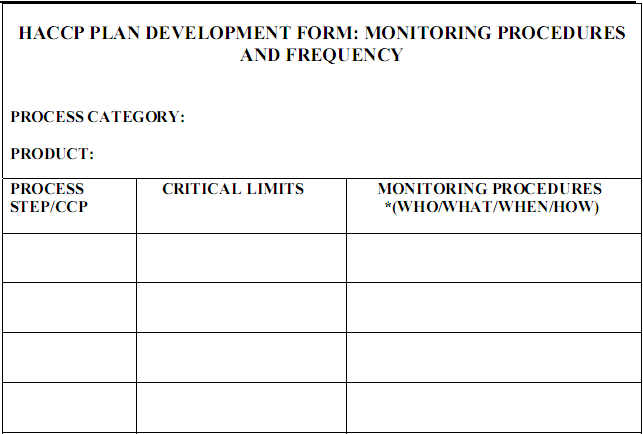 HACCP PLAN DEVELOPMENT FORM: MONITORING PROCEDURES
AND FREQUENCY
PROCESS CATEGORY:
PRODUCT:
PROCESS
STEP/CCP
CRITICAL LIMITS
MONITORING PROCEDURES
*(WHO/WHAT/WHEN/HOW)